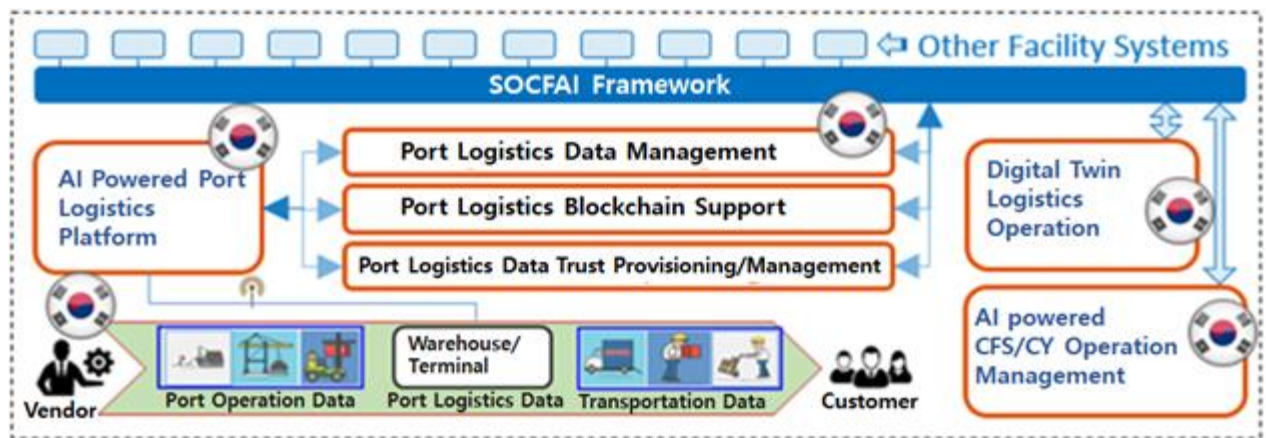 Other Facility Systems
SOCFAI Framework
AI Powered Port
Logistics
Platform
Port Logistics Data Management
Port Logistics Blockchain Support
Port Logistics Data Trust Provisioning/Management
Digital Twin
Logistics
Operation
AI powered
CFS/CY Operation
Management
Vendor
Port Operation Data
Warehouse/
Terminal
Port Logistics Data
Transportation Data
Customer